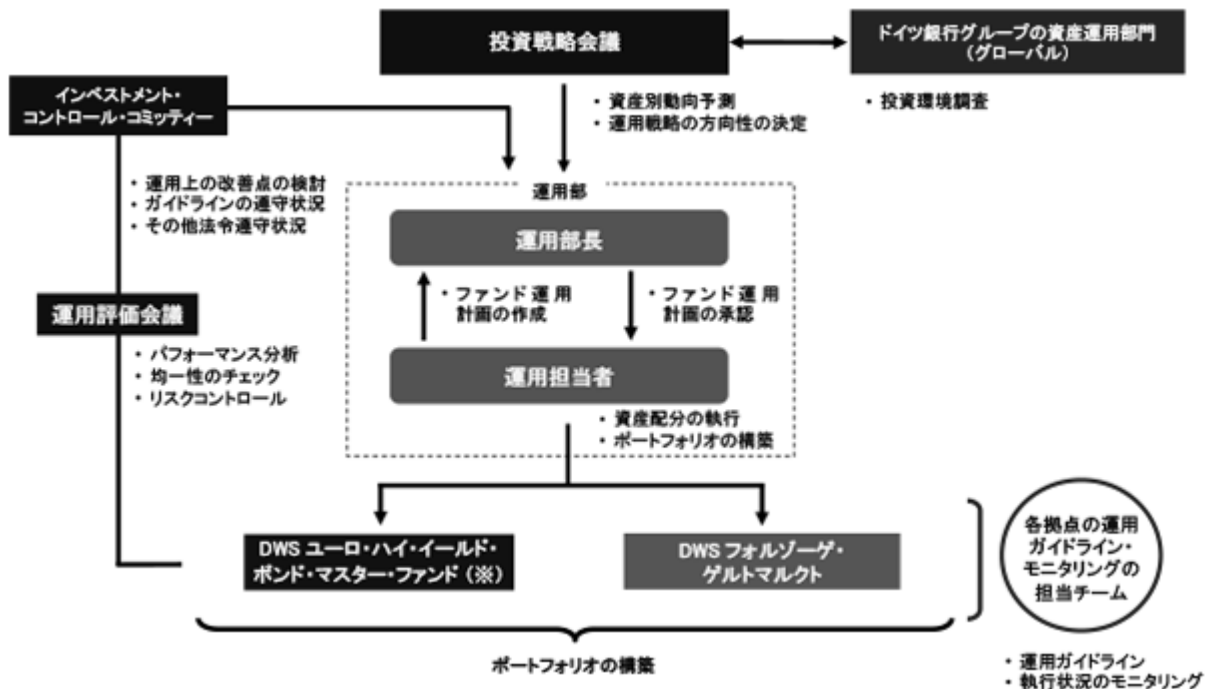 投資戦略会議
ドイツ銀行グループの資産運用部門
(グローバル)
・資産別動向予測
・運用戦略の方向性の決定
・投資環境調査
インベストメント・
コントロール・コミッティー
・運用上の改善点の検討
・ガイドラインの遵守状況
・その他法令遵守状況
運用部
運用部長
・ファンド運用
計画の作成
・ファンド運用
計画の承認
運用評価会議
・パフォーマンス分析
・均一性のチェック
・リスクコントロール
運用担当者
・資産配分の執行
・ポートフォリオの構築
DWS ユーロ・ハイ・イールド・
ボンド・マスター・ファンド(※)
DWS フォルゾーゲ・
ゲルトマルクト
各拠点の運用
ガイドライン・
モニタリングの
担当チーム
ポートフォリオの構築
・運用ガイドライン
・執行状況のモニタリング